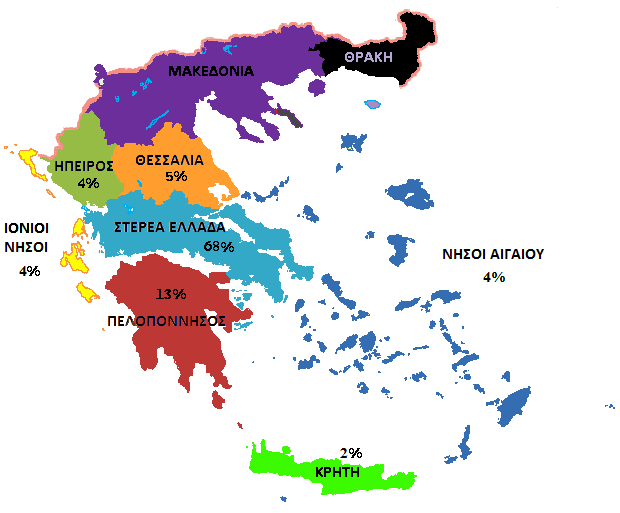 ΘΡΑΚΗ
ΜΑΚΕΔΟΝΙΑ
ΗΠΕΙΡΟΣ
4%
ΘΕΣΣΑΛΙΑ
5%
ΙΟΝΙΟΙ
ΝΗΣΟΙ
4%
ΣΤΕΡΕΑ ΕΛΛΑΔΑ
68%
ΝΗΣΟΙ ΑΙΓΑΙΟΥ
4%
13%
ΠΕΛΟΠΟΝΝΗΣΟΣ
2%
ΚΡΗΤΗ